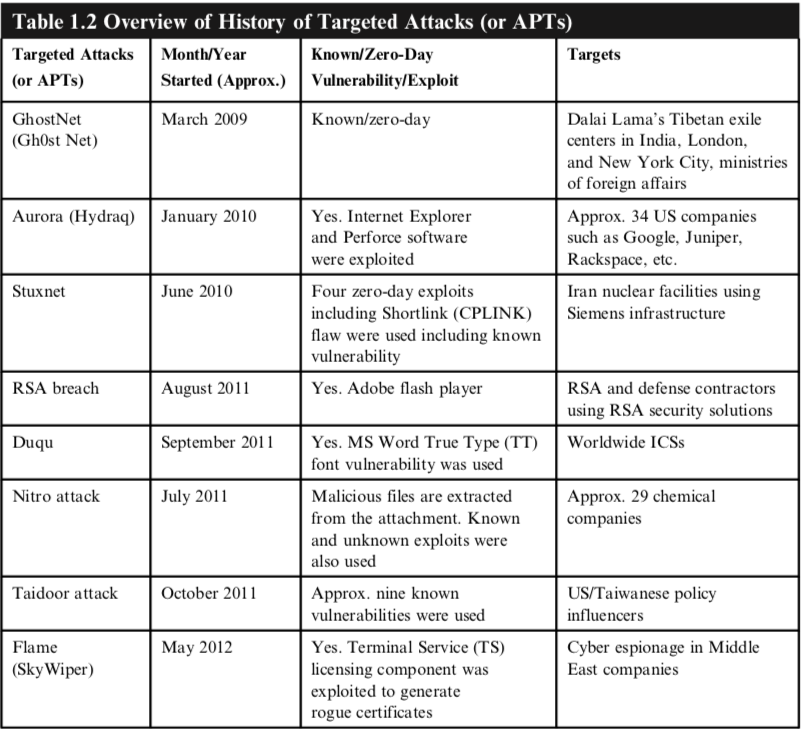 Table 1.2 Overview of History of Targeted Attacks (or APTs)
Targeted Attacks
(or APTs)
Month/Year
Started (Approx.)
Known/Zero-Day
Vulnerability/Exploit
Targets
GhostNet
(Gh0st Net)
March 2009
Known/zero-day
Dalai Lama's Tibetan exile
centers in India, London,
and New York City, ministries
of foreign affairs
Aurora (Hydraq)
January 2010
Yes. Internet Explorer
and Perforce software
were exploited
Approx. 34 US companies
such as Google, Juniper,
Rackspace, etc.
Stuxnet
June 2010
Four zero-day exploits
including Shortlink (CPLINK)
flaw were used including known
vulnerability
Iran nuclear facilities using
Siemens infrastructure
RSA breach
August 2011
Yes. Adobe flash player
RSA and defense contractors
using RSA security solutions
Duqu
September 2011
Yes. MS Word True Type (TT)
font vulnerability was used
Worldwide ICSs
Nitro attack
July 2011
Malicious files are extracted
from the attachment. Known
and unknown exploits were
also used
Approx. 29 chemical
companies
Taidoor attack
October 2011
Approx. nine known
vulnerabilities were used
US/Taiwanese policy
influencers
Flame
(SkyWiper)
May 2012
Yes. Terminal Service (TS)
licensing component was
exploited to generate
rogue certificates
Cyber espionage in Middle
East companies